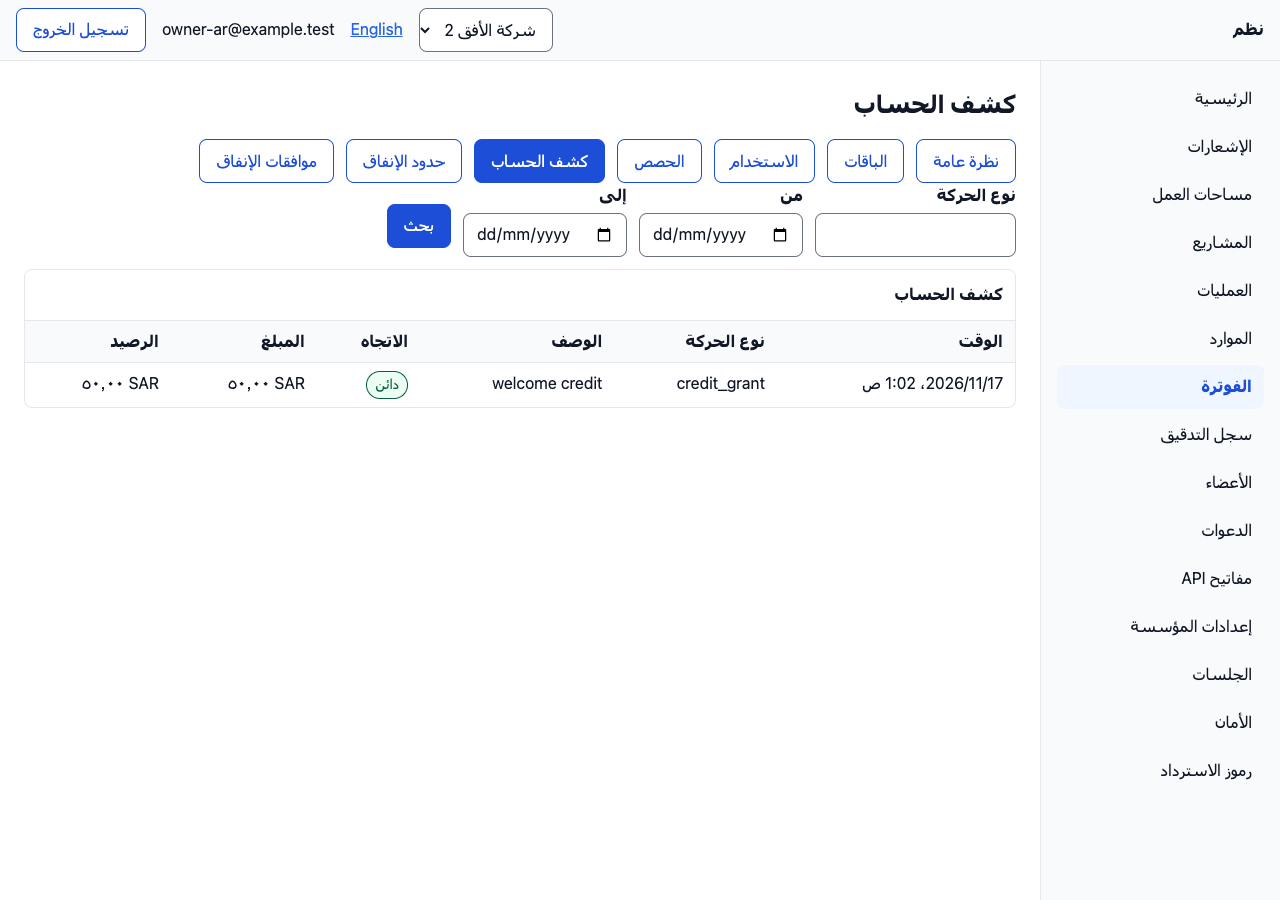 نظم
شركة الأفق 2
English
owner-ar@example.test
تسجيل الخروج
الرئيسية
الإشعارات
مساحات العمل
المشاريع
العمليات
الموارد
الفوترة
سجل التدقيق
الأعضاء
الدعوات
مفاتيح API
إعدادات المؤسسة
الجلسات
الأمان
رموز الاسترداد
كشف الحساب
نظرة عامة
الباقات
الاستخدام
الحصص
كشف الحساب
حدود الإنفاق
موافقات الإنفاق
نوع الحركة
من
إلى
dd/mm/yyyy
dd/mm/yyyy
بحث
كشف الحساب
الوقت نوع الحركة الوصف الاتجاه المبلغ الرصيد
2026/11/17، 1:02 ص credit_grant welcome credit دائن ٥٠,٠٠ SAR ٥٠,٠٠ SAR